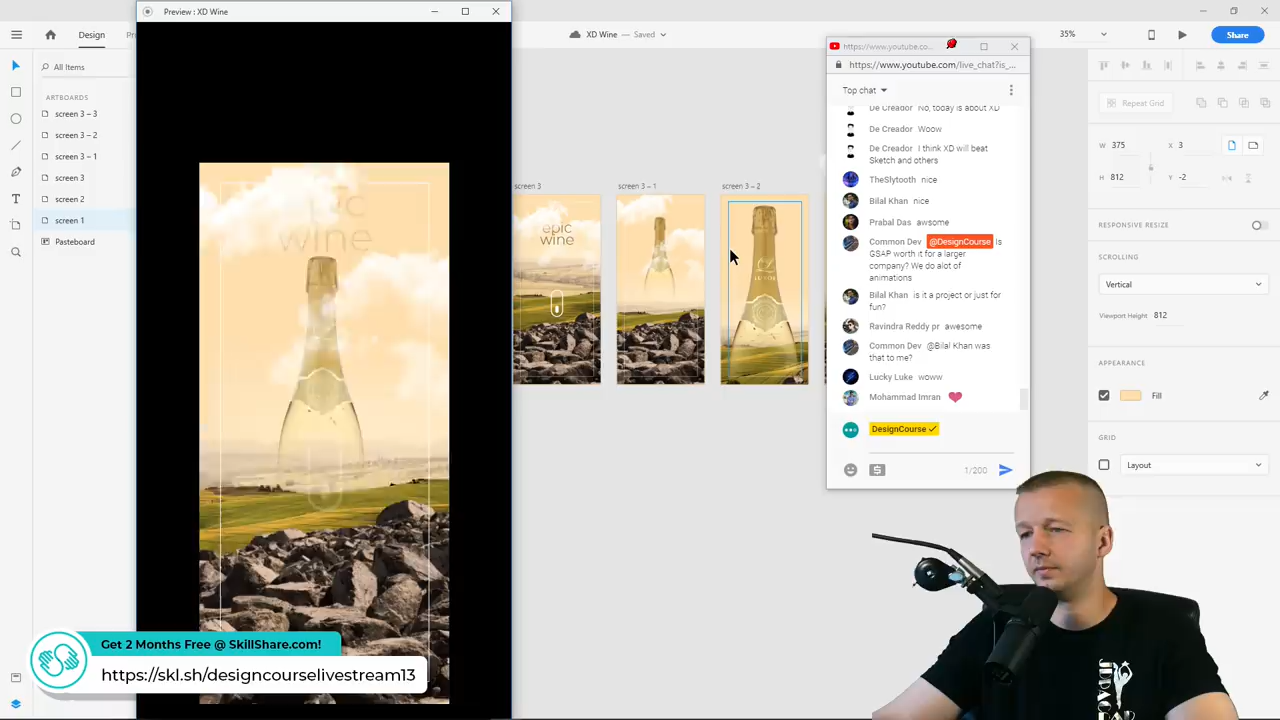 Preview : XD Wine
Design
XD Wine — Saved
35%
Share
All Items
ARTBOARDS
screen 3 – 3
screen 3 – 2
screen 3 – 1
screen 3
screen 2
screen 1
Pasteboard
epic
wine
screen 3
screen 3 – 1
screen 3 – 2
epic
wine
https://www.youtube.co...
https://www.youtube.com/live_chat?is_...
Top chat
De Creador No, today is about XD
De Creador Woow
De Creador I think XD will beat
Sketch and others
TheSlytooth nice
Bilal Khan nice
Prabal Das awsome
Common Dev @DesignCourse Is
GSAP worth it for a larger
company? We do alot of
animations
Bilal Khan is it a project or just for
fun?
Ravindra Reddy pr awesome
Common Dev @Bilal Khan was
that to me?
Lucky Luke woww
Mohammad Imran
DesignCourse
1/200
Repeat Grid
W 375
X 3
H 812
Y -2
RESPONSIVE RESIZE
SCROLLING
Vertical
Viewport Height 812
APPEARANCE
Fill
GRID
Layout
Get 2 Months Free @ SkillShare.com!
https://skl.sh/designcourselivestream13